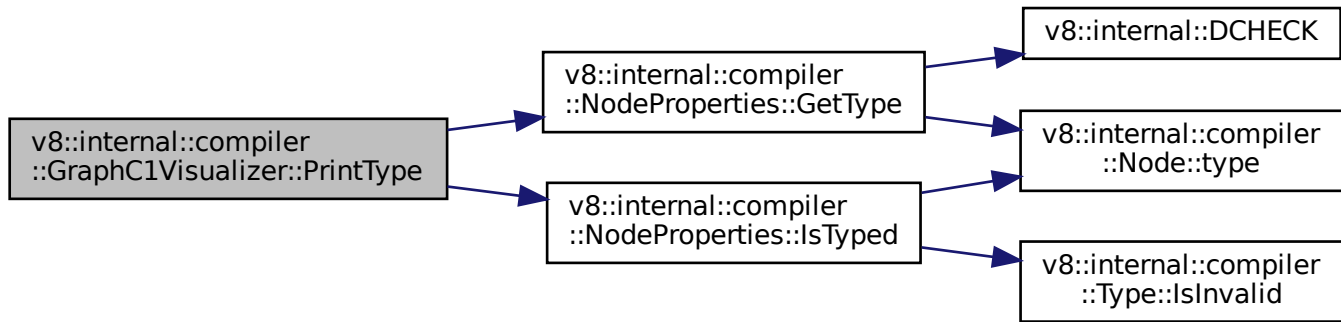 v8::internal::compiler
::GraphC1Visualizer::PrintType
v8::internal::compiler
::NodeProperties::GetType
v8::internal::compiler
::NodeProperties::IsTyped
v8::internal::DCHECK
v8::internal::compiler
::Node::type
v8::internal::compiler
::Type::IsInvalid